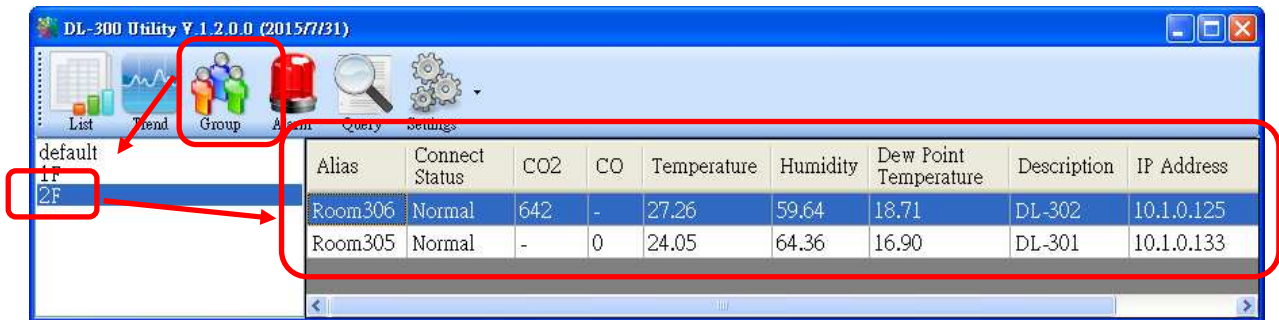 DL-300 Utility V.1.2.0.0 (2015/7/31)
List Trend Group Alarm Query Settings
default
1F
2F
Alias Connect Status CO2 CO Temperature Humidity Dew Point Temperature Description IP Address
Room306 Normal 642 - 27.26 59.64 18.71 DL-302 10.1.0.125
Room305 Normal - 0 24.05 64.36 16.90 DL-301 10.1.0.133